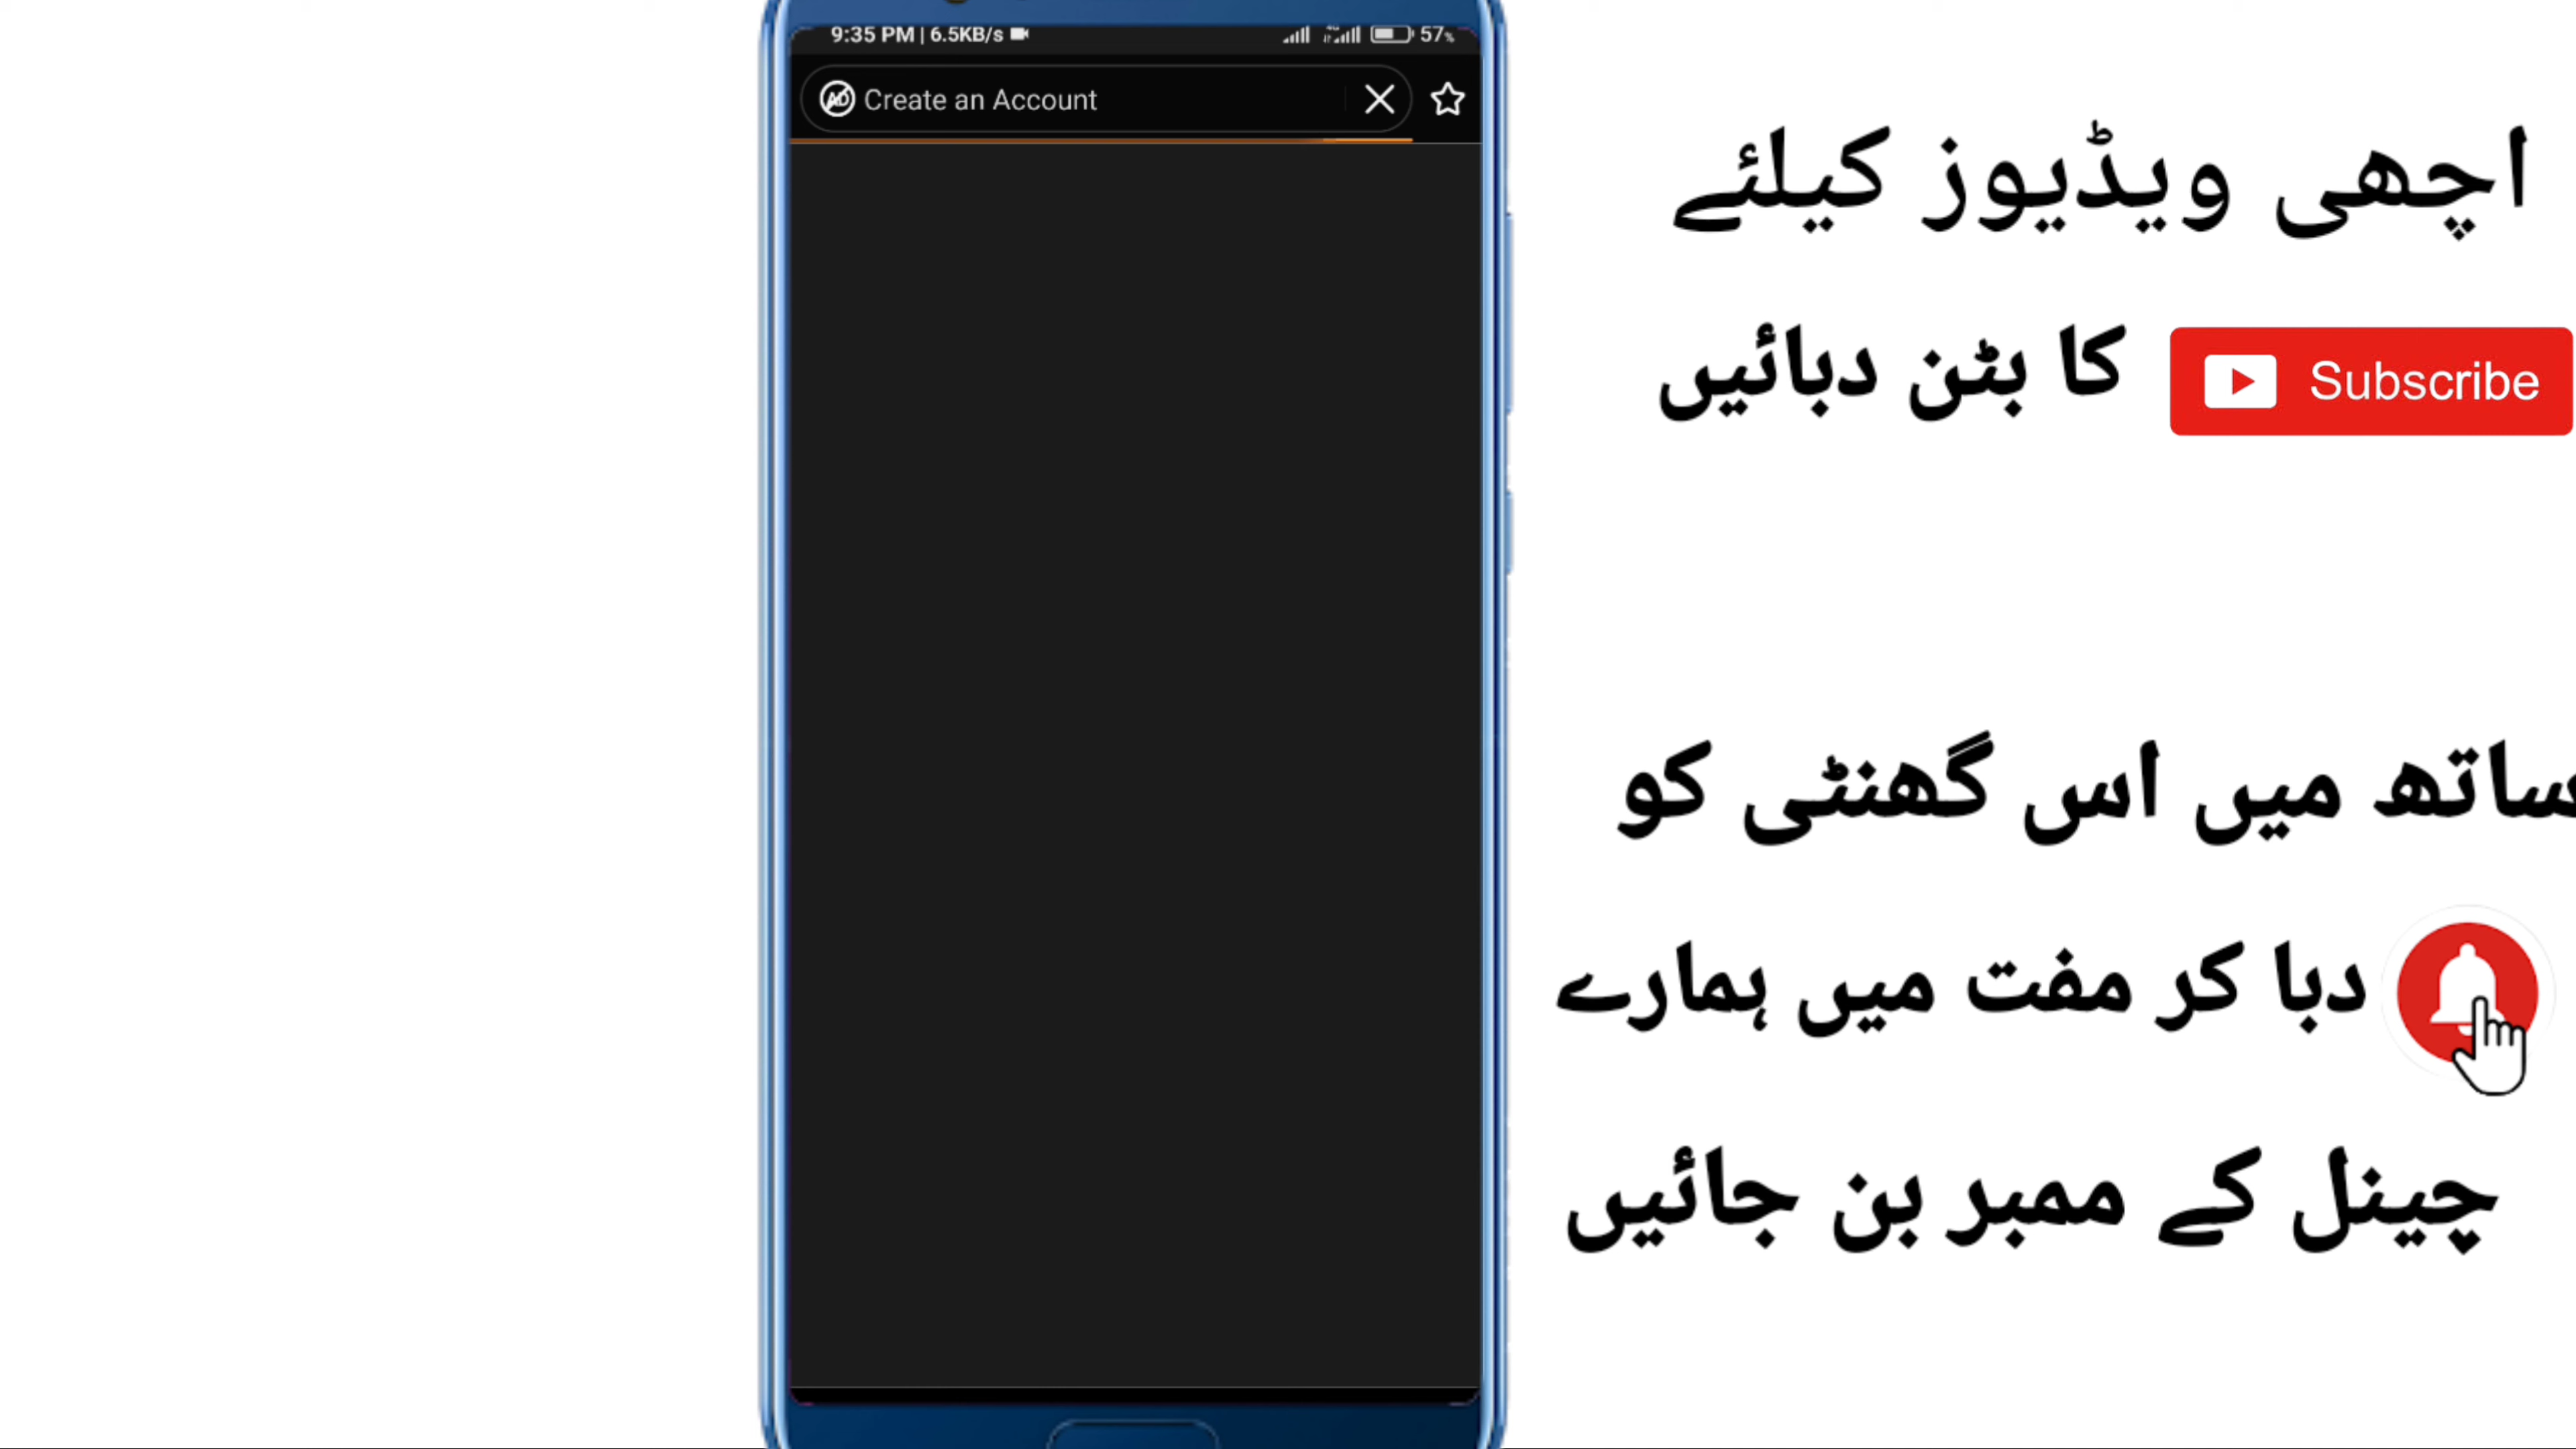 9:35 PM | 6.5KB/s 57%
Create an Account
اچھی ویڈیوز کیلئے
Subscribe کا بٹن دبائیں
ساتھ میں اس گھنٹی کو
دبا کر مفت میں ہمارے
چینل کے ممبر بن جائیں